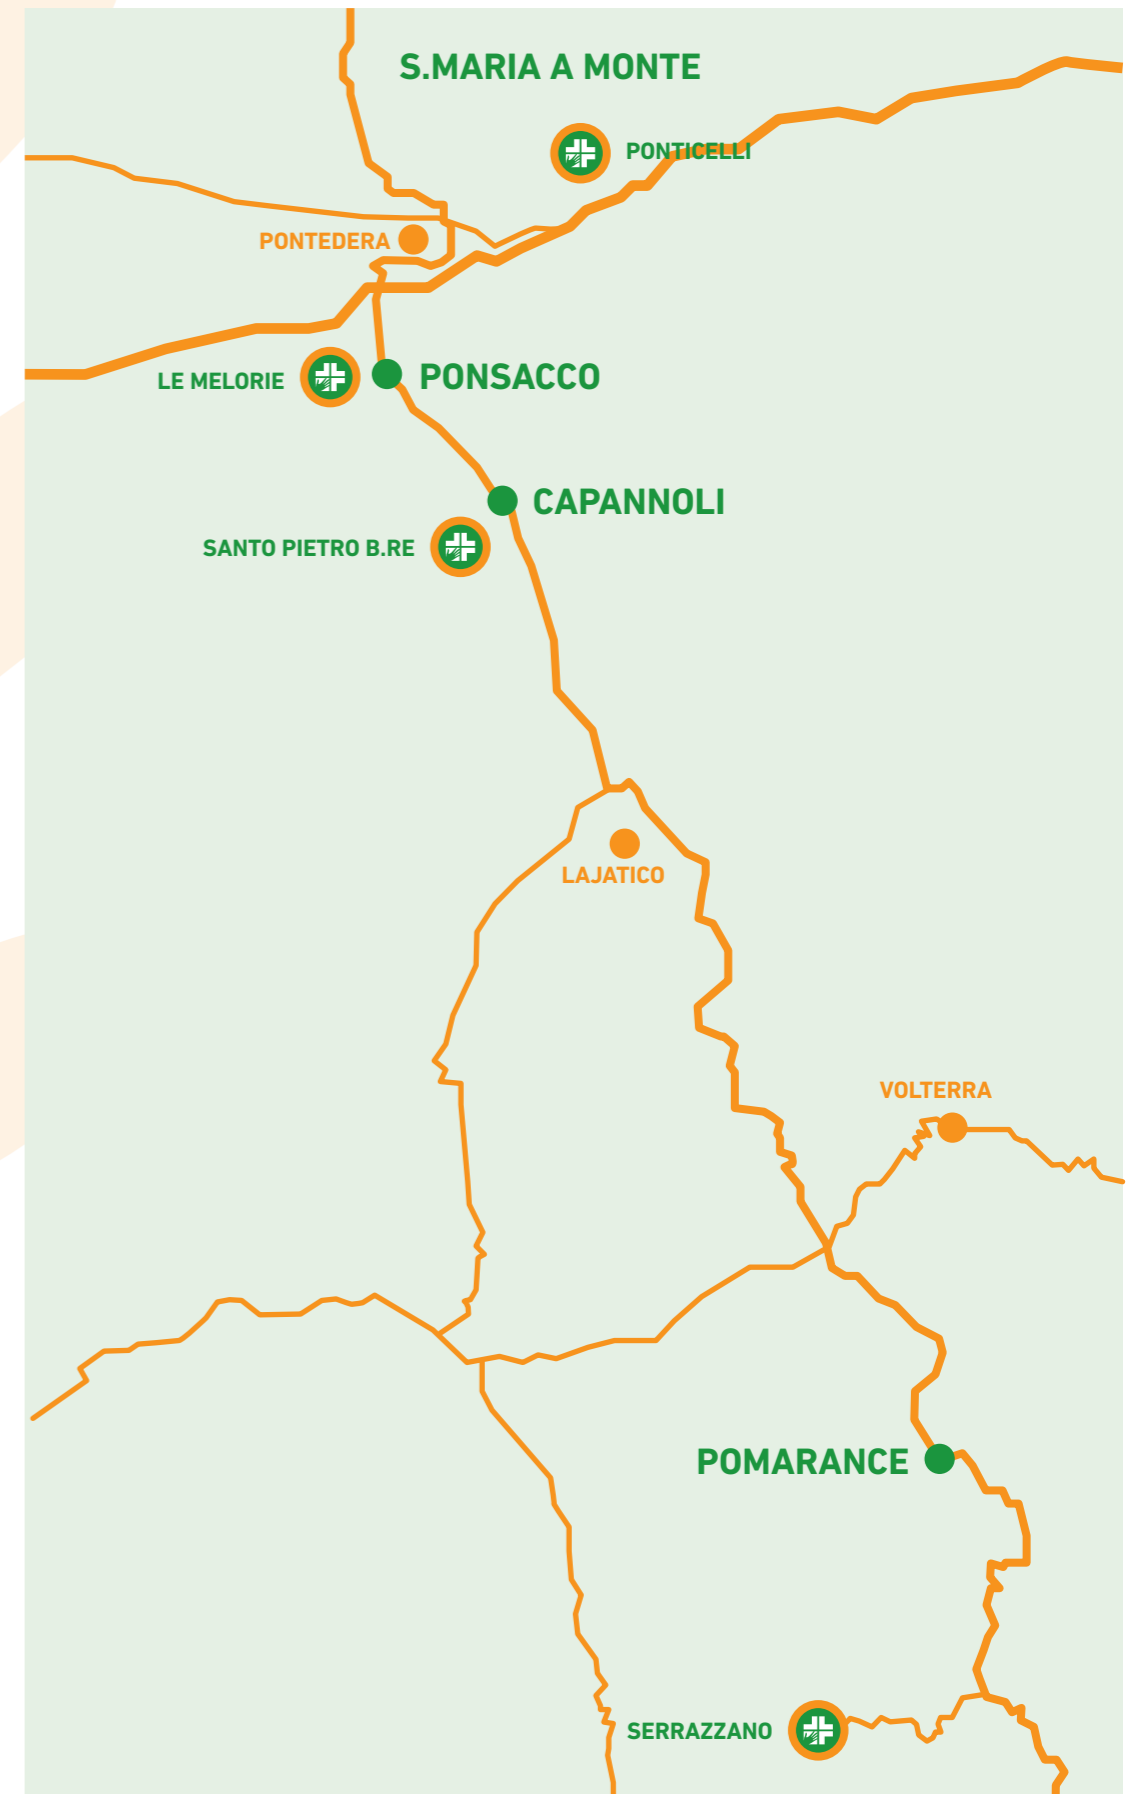 S.MARIA A MONTE
PONTICELLI
PONTEDERA
LE MELORIE
PONSACCO
CAPANNOLI
SANTO PIETRO B.RE
LAJATICO
VOLTERRA
POMARANCE
SERRAZZANO